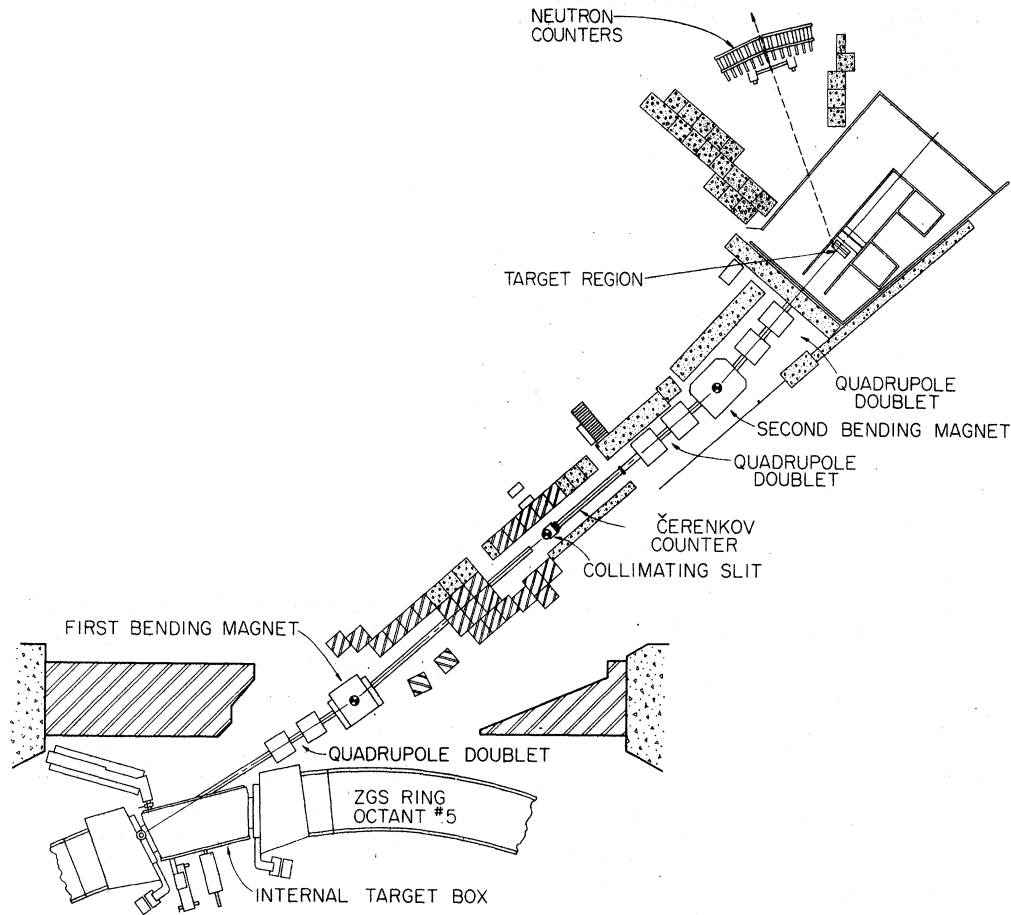 NEUTRON
COUNTERS
TARGET REGION
QUADRUPOLE
DOUBLET
SECOND BENDING MAGNET
QUADRUPOLE
DOUBLET
ČERENKOV
COUNTER
COLLIMATING SLIT
FIRST BENDING MAGNET
QUADRUPOLE DOUBLET
ZGS RING
OCTANT #5
INTERNAL TARGET BOX